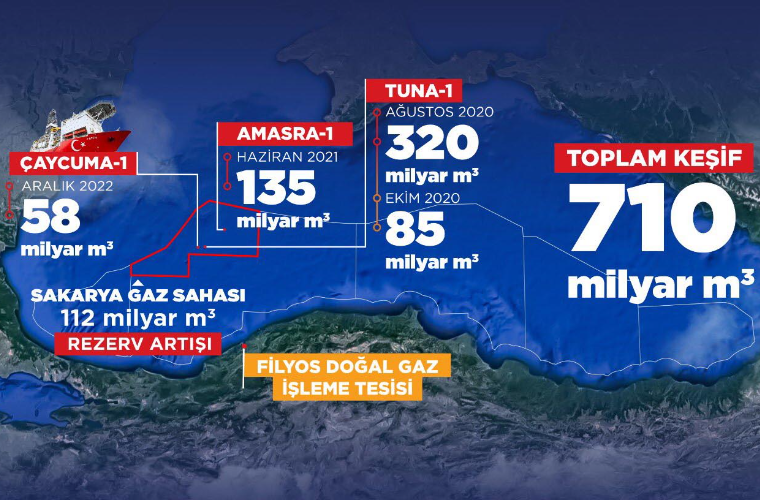 TUNA-1
AĞUSTOS 2020
320
milyar m³
EKİM 2020
85
milyar m³
AMASRA-1
HAZİRAN 2021
135
milyar m³
ÇAYCUMA-1
ARALIK 2022
58
milyar m³
TOPLAM KEŞİF
710
milyar m³
SAKARYA GAZ SAHASI
112 milyar m³
REZERV ARTIŞI
FİLYOS DOĞAL GAZ
İŞLEME TESİSİ